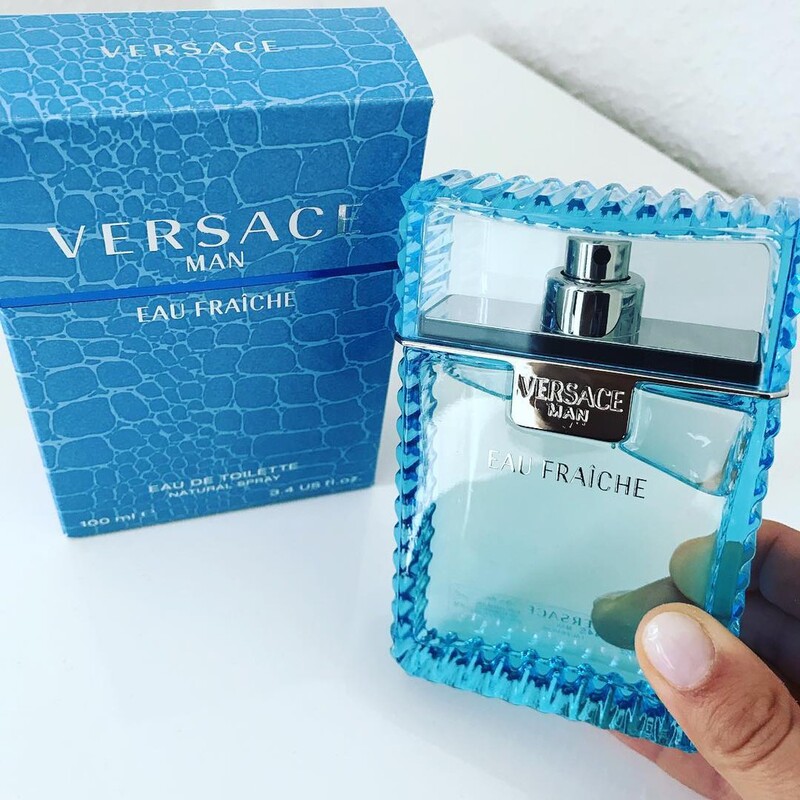 VERSACE
VERSACE
MAN
EAU FRAÎCHE
EAU DE TOILETTE
NATURAL SPRAY
100 ml ℮
3.4 US fl.oz.
VERSACE
MAN
EAU FRAÎCHE
VERSACE